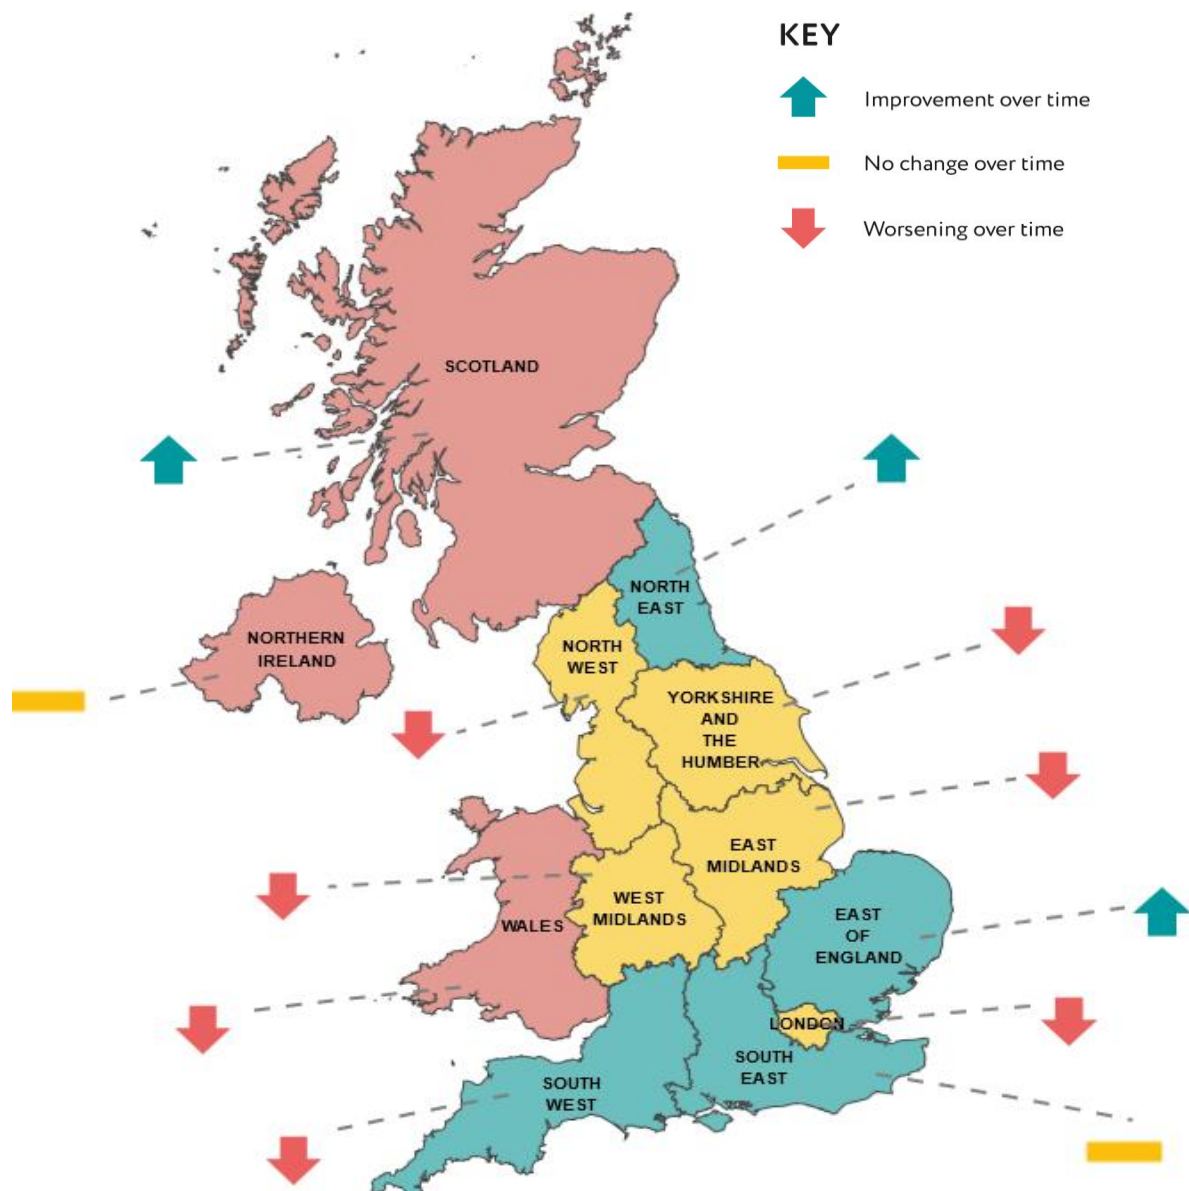 KEY
Improvement over time
No change over time
Worsening over time
SCOTLAND
NORTH
EAST
NORTHERN
IRELAND
NORTH
WEST
YORKSHIRE
AND
THE
HUMBER
EAST
MIDLANDS
WEST
MIDLANDS
WALES
EAST
OF
ENGLAND
LONDON
SOUTH
EAST
SOUTH
WEST